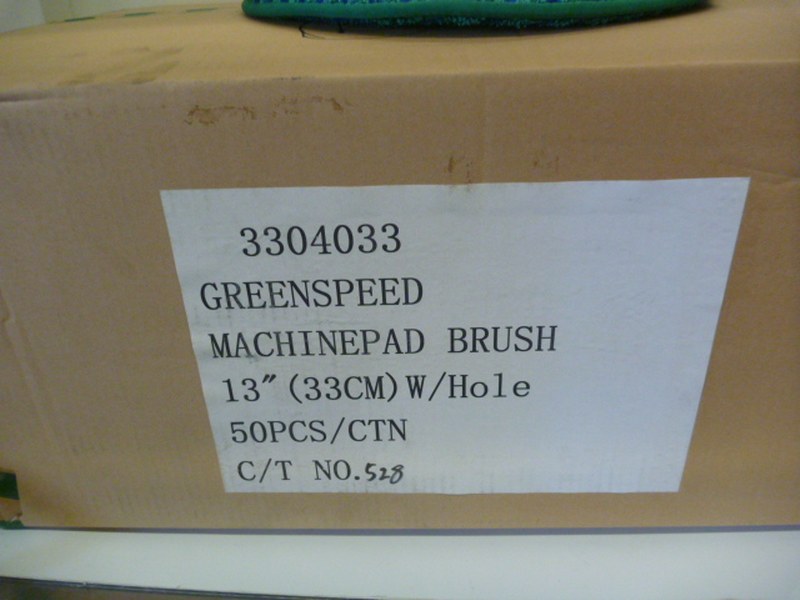 3304033
GREENSPEED
MACHINEPAD BRUSH
13"(33CM)W/Hole
50PCS/CTN
C/T NO.528